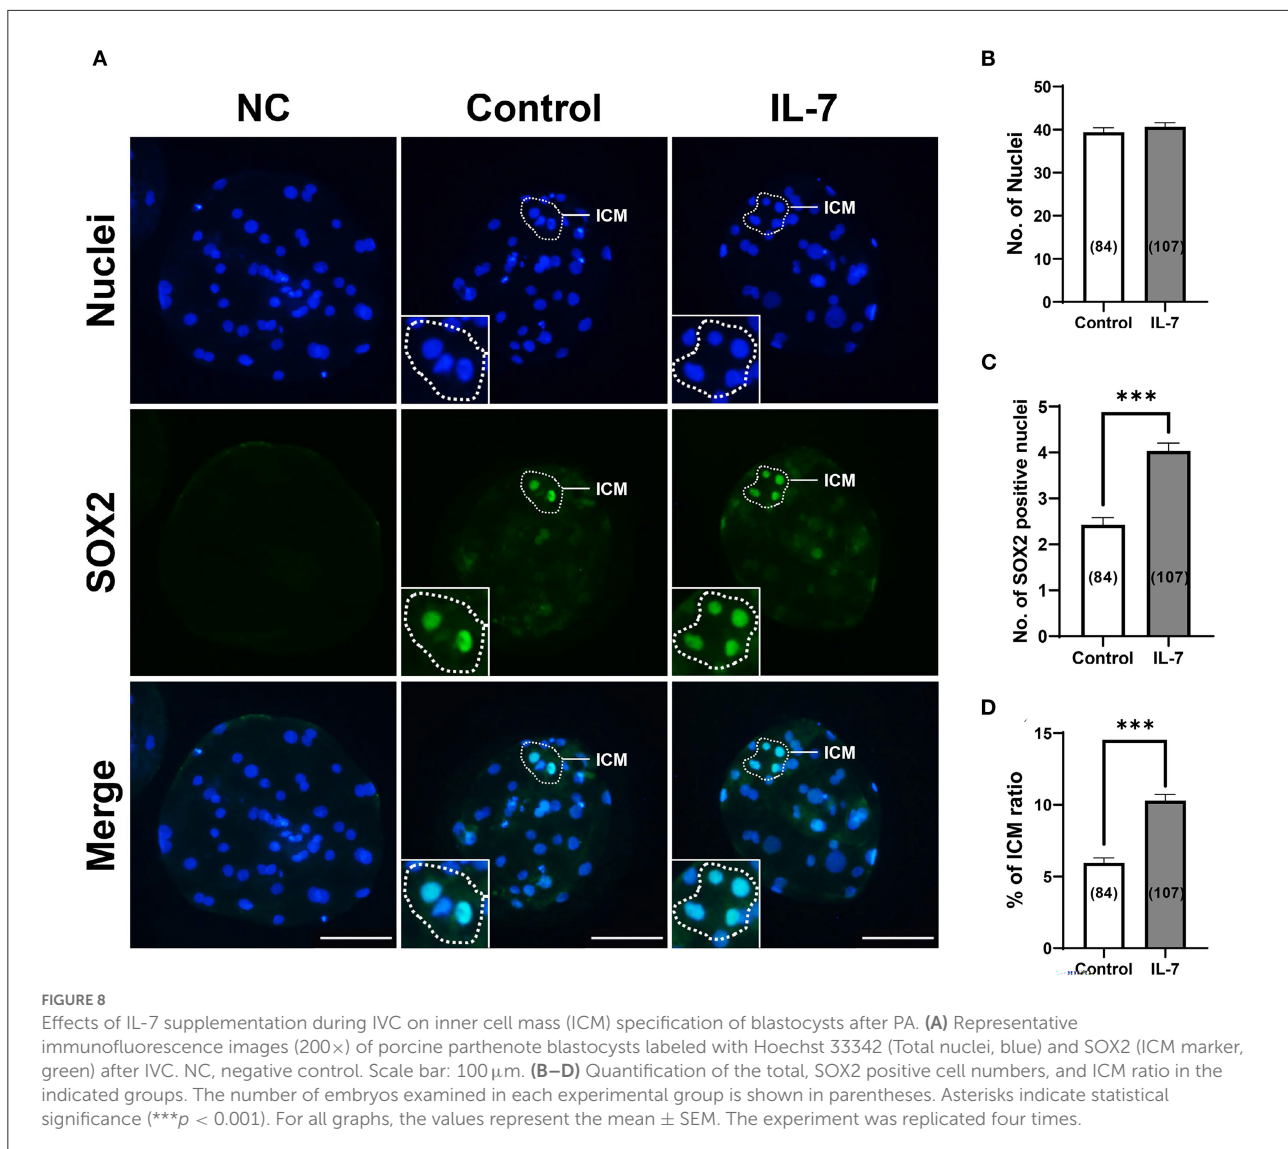 A
NC
Control
IL-7
Nuclei
ICM
ICM
SOX2
ICM
ICM
Merge
ICM
ICM
B
No. of Nuclei
50
40
30
20
10
0
(84)
(107)
Control
IL-7
C
No. of SOX2 positive nuclei
5
4
3
2
1
0
***
(84)
(107)
Control
IL-7
D
% of ICM ratio
15
10
5
0
***
(84)
(107)
Control
IL-7
FIGURE 8
Effects of IL-7 supplementation during IVC on inner cell mass (ICM) specification of blastocysts after PA. (A) Representative
immunofluorescence images (200×) of porcine parthenote blastocysts labeled with Hoechst 33342 (Total nuclei, blue) and SOX2 (ICM marker,
green) after IVC. NC, negative control. Scale bar: 100 μm. (B–D) Quantification of the total, SOX2 positive cell numbers, and ICM ratio in the
indicated groups. The number of embryos examined in each experimental group is shown in parentheses. Asterisks indicate statistical
significance (***p < 0.001). For all graphs, the values represent the mean ± SEM. The experiment was replicated four times.